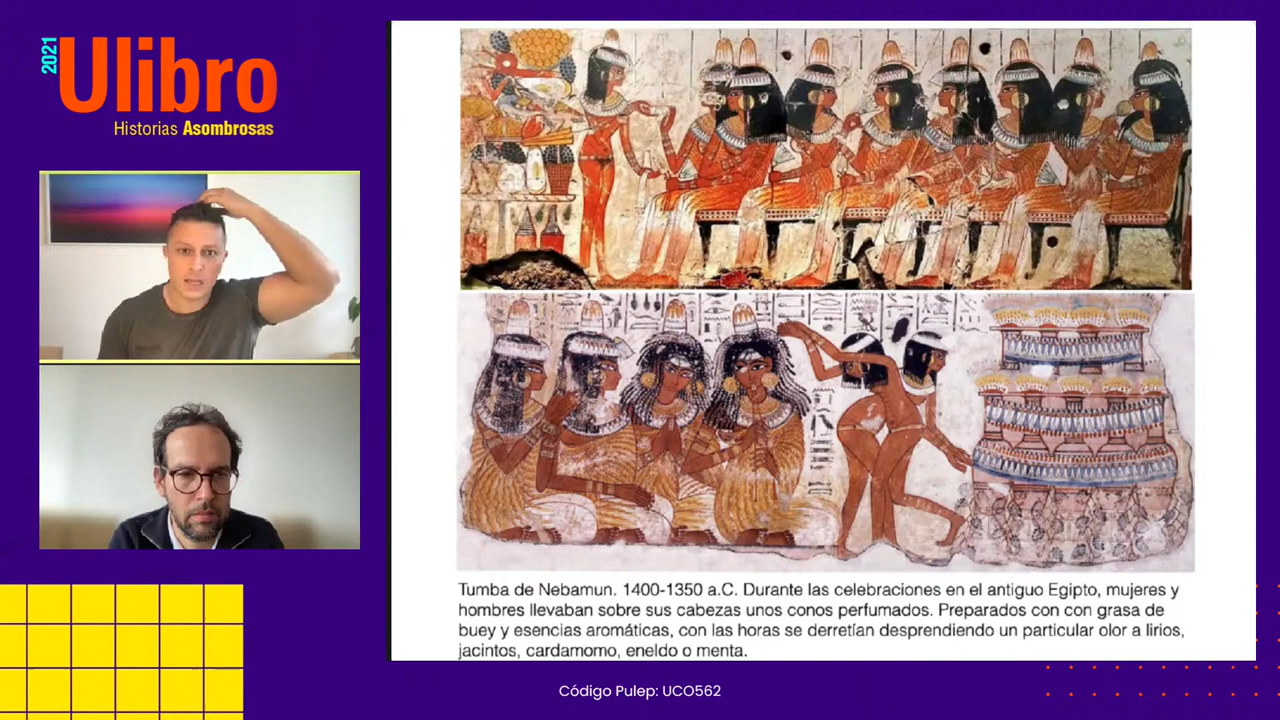 2021
Ulibro
Historias Asombrosas
Tumba de Nebamun. 1400-1350 a.C. Durante las celebraciones en el antiguo Egipto, mujeres y
hombres llevaban sobre sus cabezas unos conos perfumados. Preparados con con grasa de
buey y esencias aromáticas, con las horas se derretían desprendiendo un particular olor a lirios,
jacintos, cardamomo, eneldo o menta.
Código Pulep: UCO562